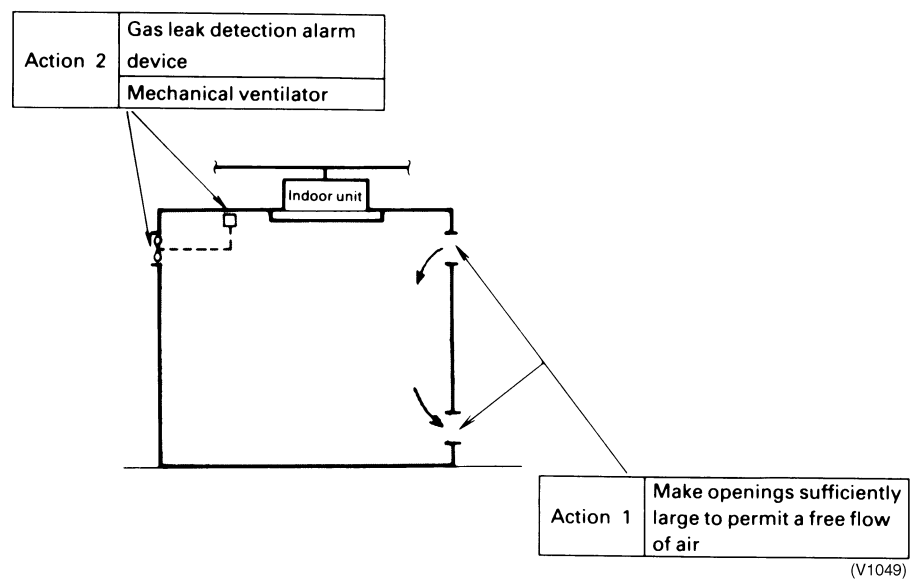 Action 2
Gas leak detection alarm
device
Mechanical ventilator
Indoor unit
Action 1
Make openings sufficiently
large to permit a free flow
of air
(V1049)